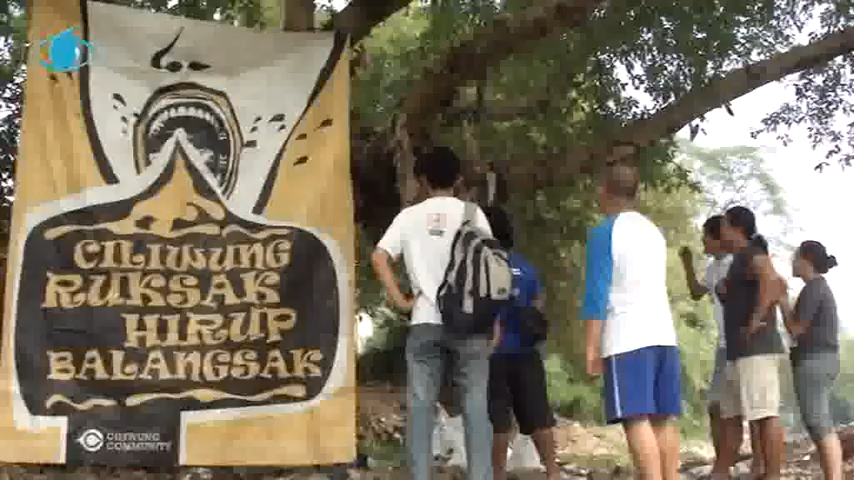 CILIWUNG
RUKSAK
HIRUP
BALANGSAK
CILIWUNG
COMMUNITY